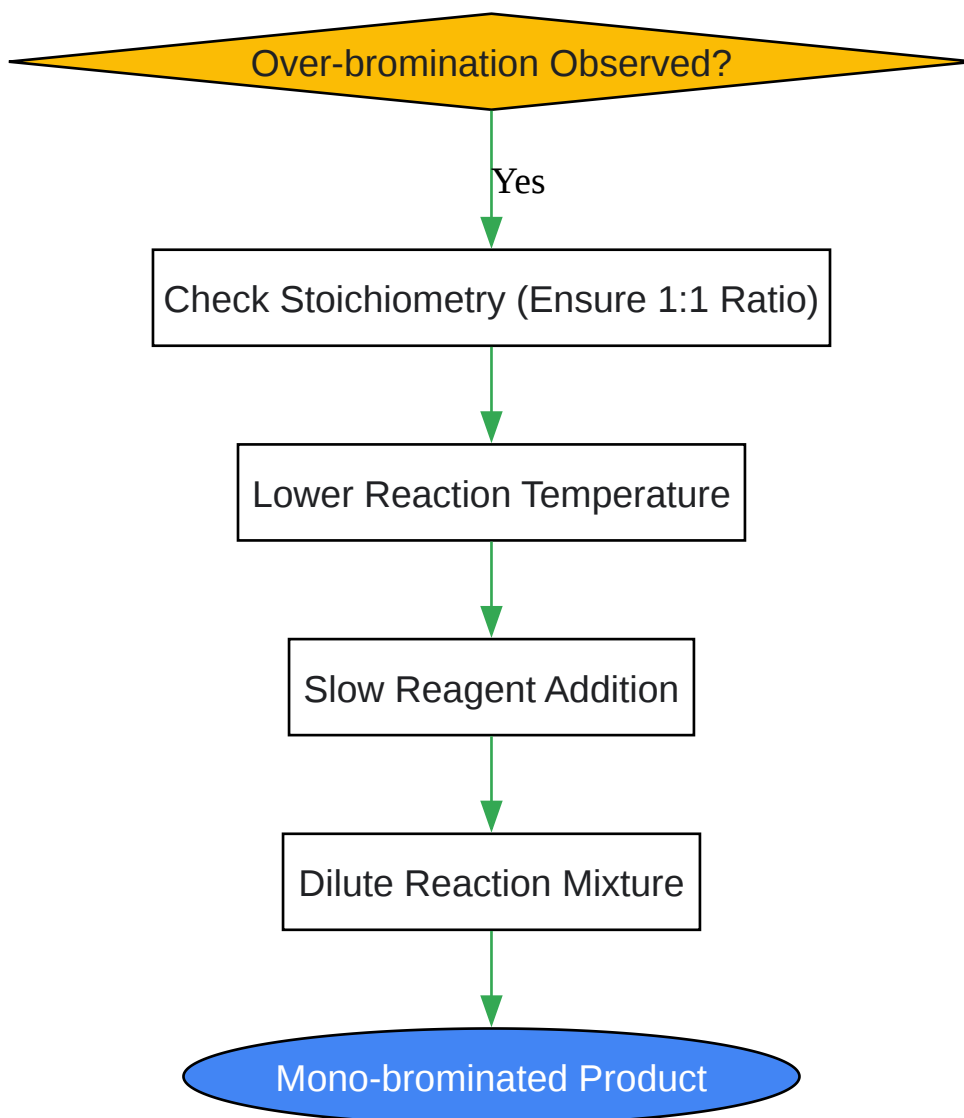 Over-bromination Observed?
Yes
Check Stoichiometry (Ensure 1:1 Ratio)
Lower Reaction Temperature
Slow Reagent Addition
Dilute Reaction Mixture
Mono-brominated Product